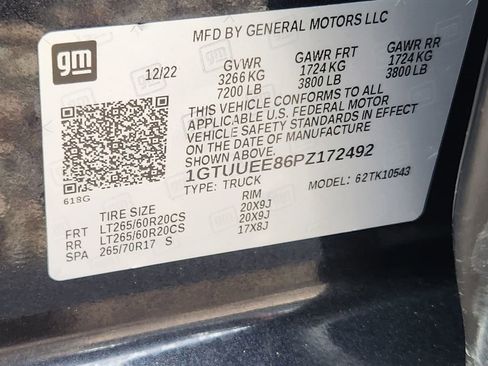 MFD BY GENERAL MOTORS LLC
gm
12/22
GVWR GAWR FRT GAWR RR
3266 KG 1724 KG 1724 KG
7200 LB 3800 LB 3800 LB
THIS VEHICLE CONFORMS TO ALL
APPLICABLE U.S. FEDERAL MOTOR
VEHICLE SAFETY STANDARDS IN EFFECT
ON THE DATE OF MANUFACTURE
SHOWN ABOVE.
1GTUUEE86PZ172492
TYPE: TRUCK MODEL: 62TK10543
618G
TIRE SIZE RIM
FRT LT265/60R20CS 20X9J
RR LT265/60R20CS 20X9J
SPA 265/70R17 S 17X8J